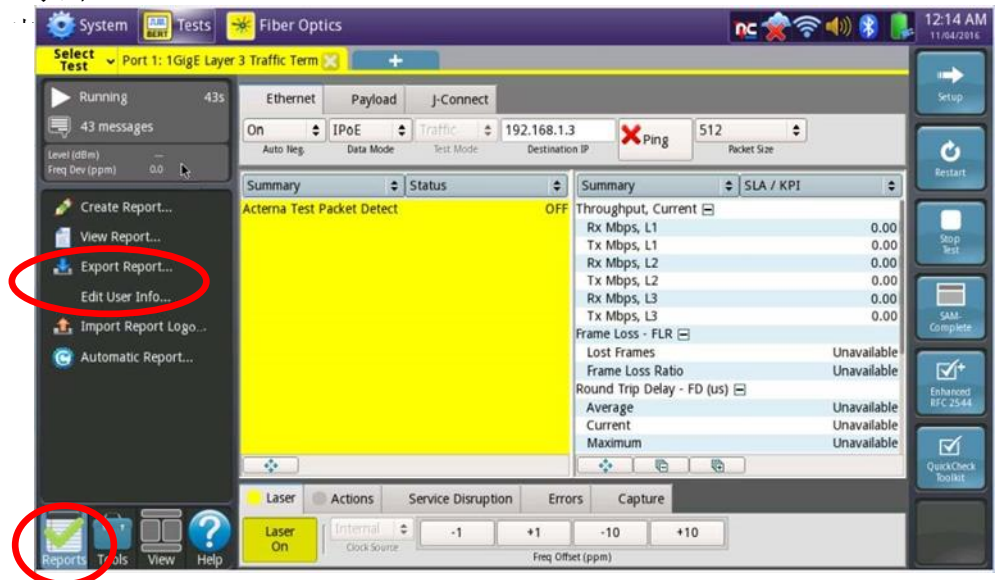 System
Tests
Fiber Optics
12:14 AM
11/04/2016
Select
Test
Port 1: 1GigE Layer 3 Traffic Term
+
Running 43s
43 messages
Level (dBm) ---
Freq Dev (ppm) 0.0
Create Report...
View Report...
Export Report...
Edit User Info...
Import Report Logo...
Automatic Report...
Reports Tools View Help
Ethernet Payload J-Connect
On IPoE Traffic 192.168.1.3 Ping 512
Auto Neg. Data Mode Test Mode Destination IP Packet Size
Summary Status
Acterna Test Packet Detect OFF
Summary SLA / KPI
Throughput, Current
Rx Mbps, L1 0.00
Tx Mbps, L1 0.00
Rx Mbps, L2 0.00
Tx Mbps, L2 0.00
Rx Mbps, L3 0.00
Tx Mbps, L3 0.00
Frame Loss - FLR
Lost Frames Unavailable
Frame Loss Ratio Unavailable
Round Trip Delay - FD (us)
Average Unavailable
Current Unavailable
Maximum Unavailable
Laser Actions Service Disruption Errors Capture
Laser
On
Internal -1 +1 -10 +10
Clock Source Freq Offset (ppm)
Setup
Restart
Stop
Test
SAM-
Complete
Enhanced
RFC 2544
QuickCheck
Toolkit